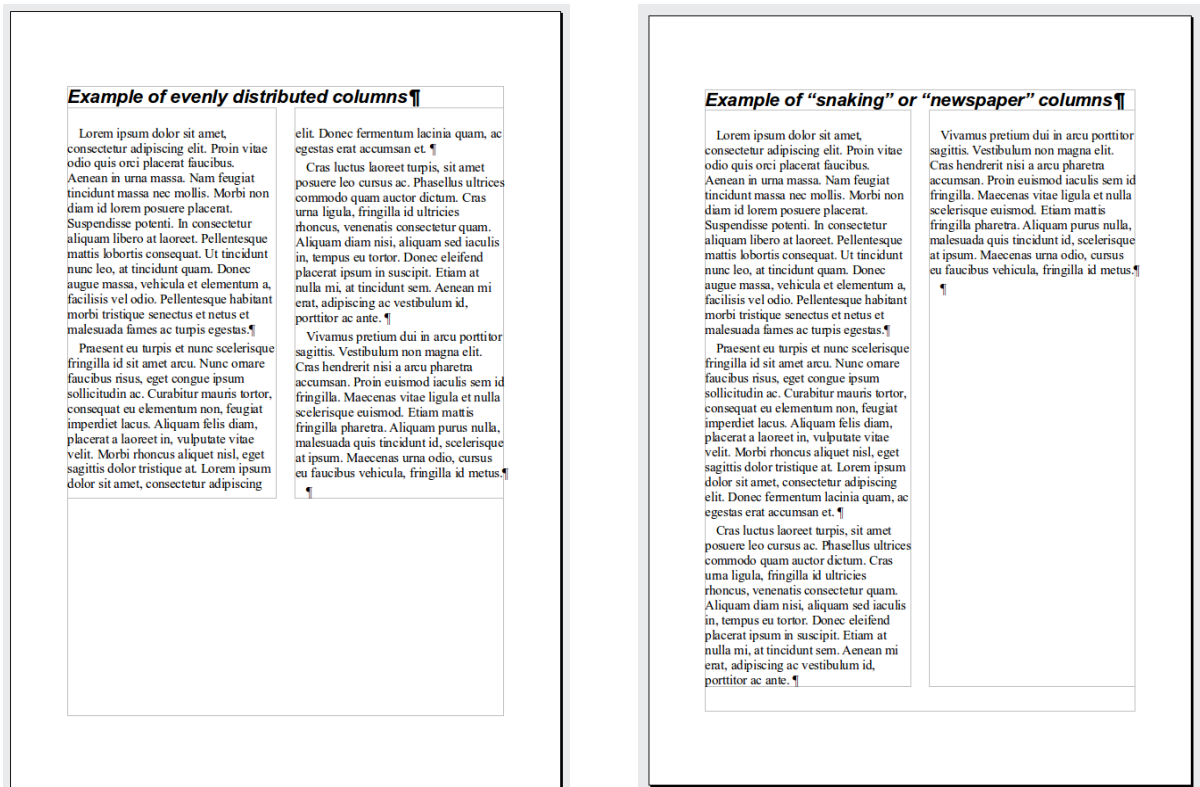 Example of evenly distributed columns¶
Lorem ipsum dolor sit amet,
consectetur adipiscing elit. Proin vitae
odio quis orci placerat faucibus.
Aenean in urna massa. Nam feugiat
tincidunt massa nec mollis. Morbi non
diam id lorem posuere placerat.
Suspendisse potenti. In consectetur
aliquam libero at laoreet. Pellentesque
mattis lobortis consequat. Ut tincidunt
nunc leo, at tincidunt quam. Donec
augue massa, vehicula et elementum a,
facilisis vel odio. Pellentesque habitant
morbi tristique senectus et netus et
malesuada fames ac turpis egestas.¶
Praesent eu turpis et nunc scelerisque
fringilla id sit amet arcu. Nunc ornare
faucibus risus, eget congue ipsum
sollicitudin ac. Curabitur mauris tortor,
consequat eu elementum non, feugiat
imperdiet lacus. Aliquam felis diam,
placerat a laoreet in, vulputate vitae
velit. Morbi rhoncus aliquet nisl, eget
sagittis dolor tristique at. Lorem ipsum
dolor sit amet, consectetur adipiscing
elit. Donec fermentum lacinia quam, ac
egestas erat accumsan et. ¶
Cras luctus laoreet turpis, sit amet
posuere leo cursus ac. Phasellus ultrices
commodo quam auctor dictum. Cras
urna ligula, fringilla id ultricies
rhoncus, venenatis consectetur quam.
Aliquam diam nisi, aliquam sed iaculis
in, tempus eu tortor. Donec eleifend
placerat ipsum in suscipit. Etiam at
nulla mi, at tincidunt sem. Aenean mi
erat, adipiscing ac vestibulum id,
porttitor ac ante. ¶
Vivamus pretium dui in arcu porttitor
sagittis. Vestibulum non magna elit.
Cras hendrerit nisi a arcu pharetra
accumsan. Proin euismod iaculis sem id
fringilla. Maecenas vitae ligula et nulla
scelerisque euismod. Etiam mattis
fringilla pharetra. Aliquam purus nulla,
malesuada quis tincidunt id, scelerisque
at ipsum. Maecenas urna odio, cursus
eu faucibus vehicula, fringilla id metus.¶
¶
Example of “snaking” or “newspaper” columns¶
Lorem ipsum dolor sit amet,
consectetur adipiscing elit. Proin vitae
odio quis orci placerat faucibus.
Aenean in urna massa. Nam feugiat
tincidunt massa nec mollis. Morbi non
diam id lorem posuere placerat.
Suspendisse potenti. In consectetur
aliquam libero at laoreet. Pellentesque
mattis lobortis consequat. Ut tincidunt
nunc leo, at tincidunt quam. Donec
augue massa, vehicula et elementum a,
facilisis vel odio. Pellentesque habitant
morbi tristique senectus et netus et
malesuada fames ac turpis egestas.¶
Praesent eu turpis et nunc scelerisque
fringilla id sit amet arcu. Nunc ornare
faucibus risus, eget congue ipsum
sollicitudin ac. Curabitur mauris tortor,
consequat eu elementum non, feugiat
imperdiet lacus. Aliquam felis diam,
placerat a laoreet in, vulputate vitae
velit. Morbi rhoncus aliquet nisl, eget
sagittis dolor tristique at. Lorem ipsum
dolor sit amet, consectetur adipiscing
elit. Donec fermentum lacinia quam, ac
egestas erat accumsan et. ¶
Cras luctus laoreet turpis, sit amet
posuere leo cursus ac. Phasellus ultrices
commodo quam auctor dictum. Cras
urna ligula, fringilla id ultricies
rhoncus, venenatis consectetur quam.
Aliquam diam nisi, aliquam sed iaculis
in, tempus eu tortor. Donec eleifend
placerat ipsum in suscipit. Etiam at
nulla mi, at tincidunt sem. Aenean mi
erat, adipiscing ac vestibulum id,
porttitor ac ante. ¶
Vivamus pretium dui in arcu porttitor
sagittis. Vestibulum non magna elit.
Cras hendrerit nisi a arcu pharetra
accumsan. Proin euismod iaculis sem id
fringilla. Maecenas vitae ligula et nulla
scelerisque euismod. Etiam mattis
fringilla pharetra. Aliquam purus nulla,
malesuada quis tincidunt id, scelerisque
at ipsum. Maecenas urna odio, cursus
eu faucibus vehicula, fringilla id metus.¶
¶